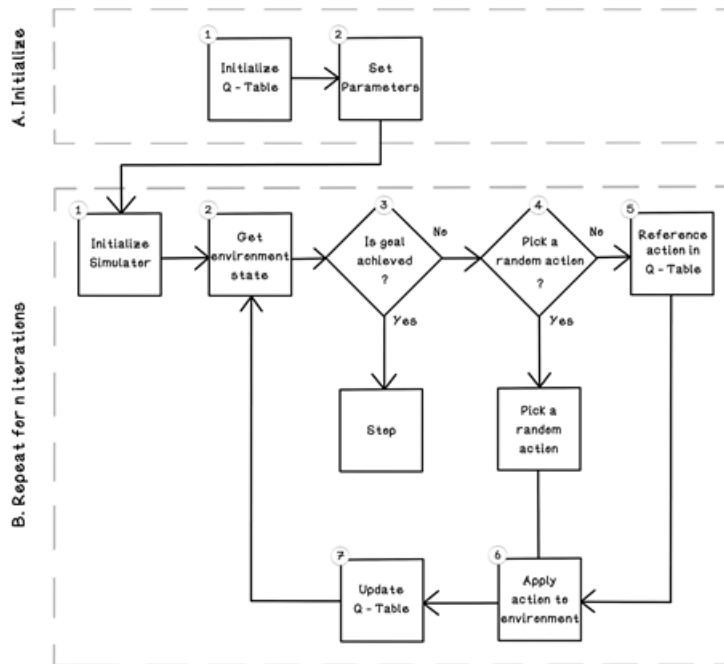 A. Initialize
1
Initialize
Q - Table
2
Set
Parameters
B. Repeat for n iterations
1
Initialize
Simulator
2
Get
environment
state
3
Is goal
achieved
?
No
Yes
Stop
4
Pick a
random action
?
No
Yes
Pick a
random
action
5
Reference
action in
Q - Table
6
Apply
action to
environment
7
Update
Q - Table